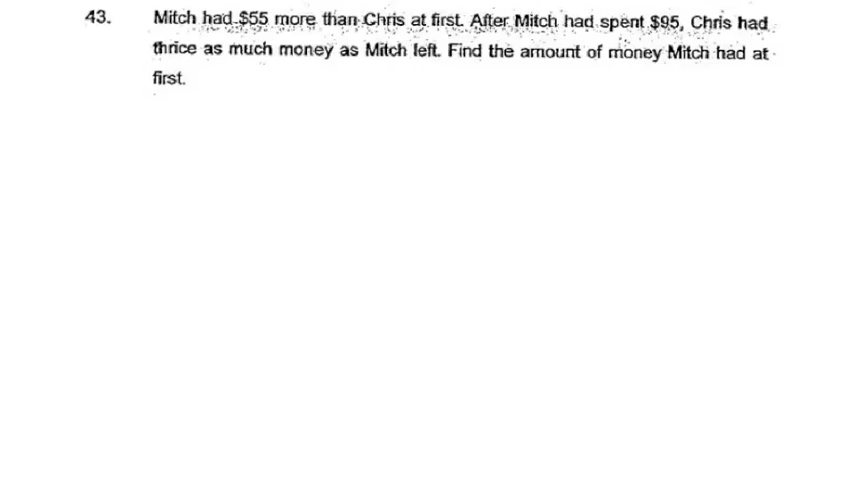 43. Mitch had $55 more than Chris at first. After Mitch had spent $95, Chris had
thrice as much money as Mitch left. Find the amount of money Mitch had at
first.